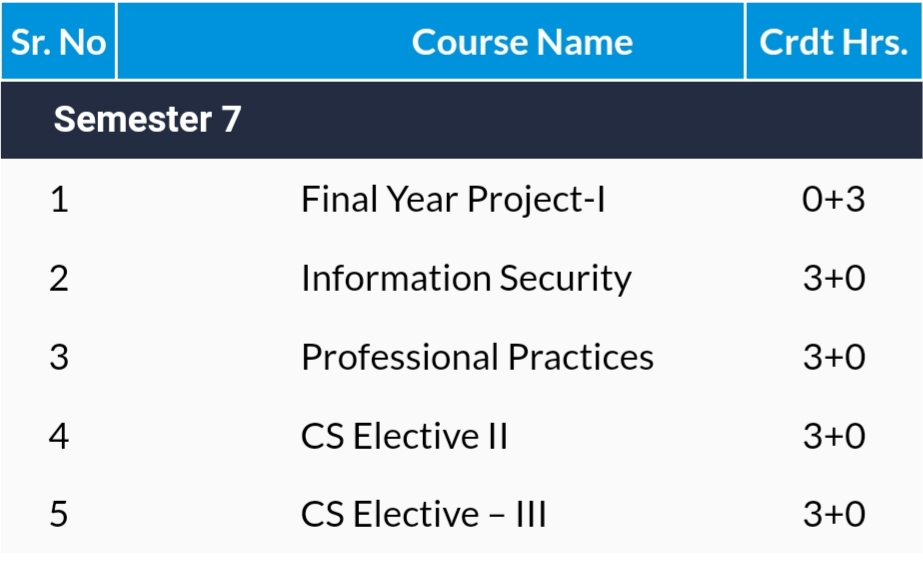 Sr. No Course Name Crdt Hrs.
Semester 7
1 Final Year Project-I 0+3
2 Information Security 3+0
3 Professional Practices 3+0
4 CS Elective II 3+0
5 CS Elective – III 3+0